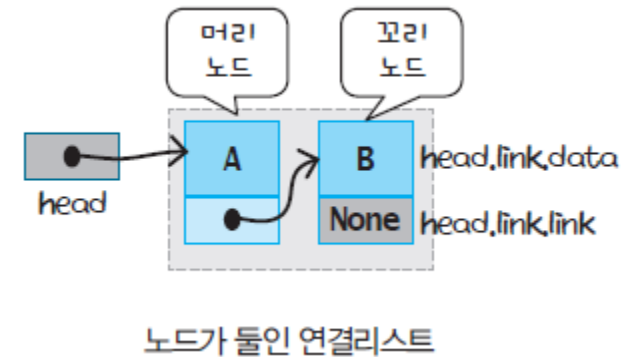 머리
노드
꼬리
노드
A
B
head.link.data
head
None
head.link.link
노드가 둘인 연결리스트